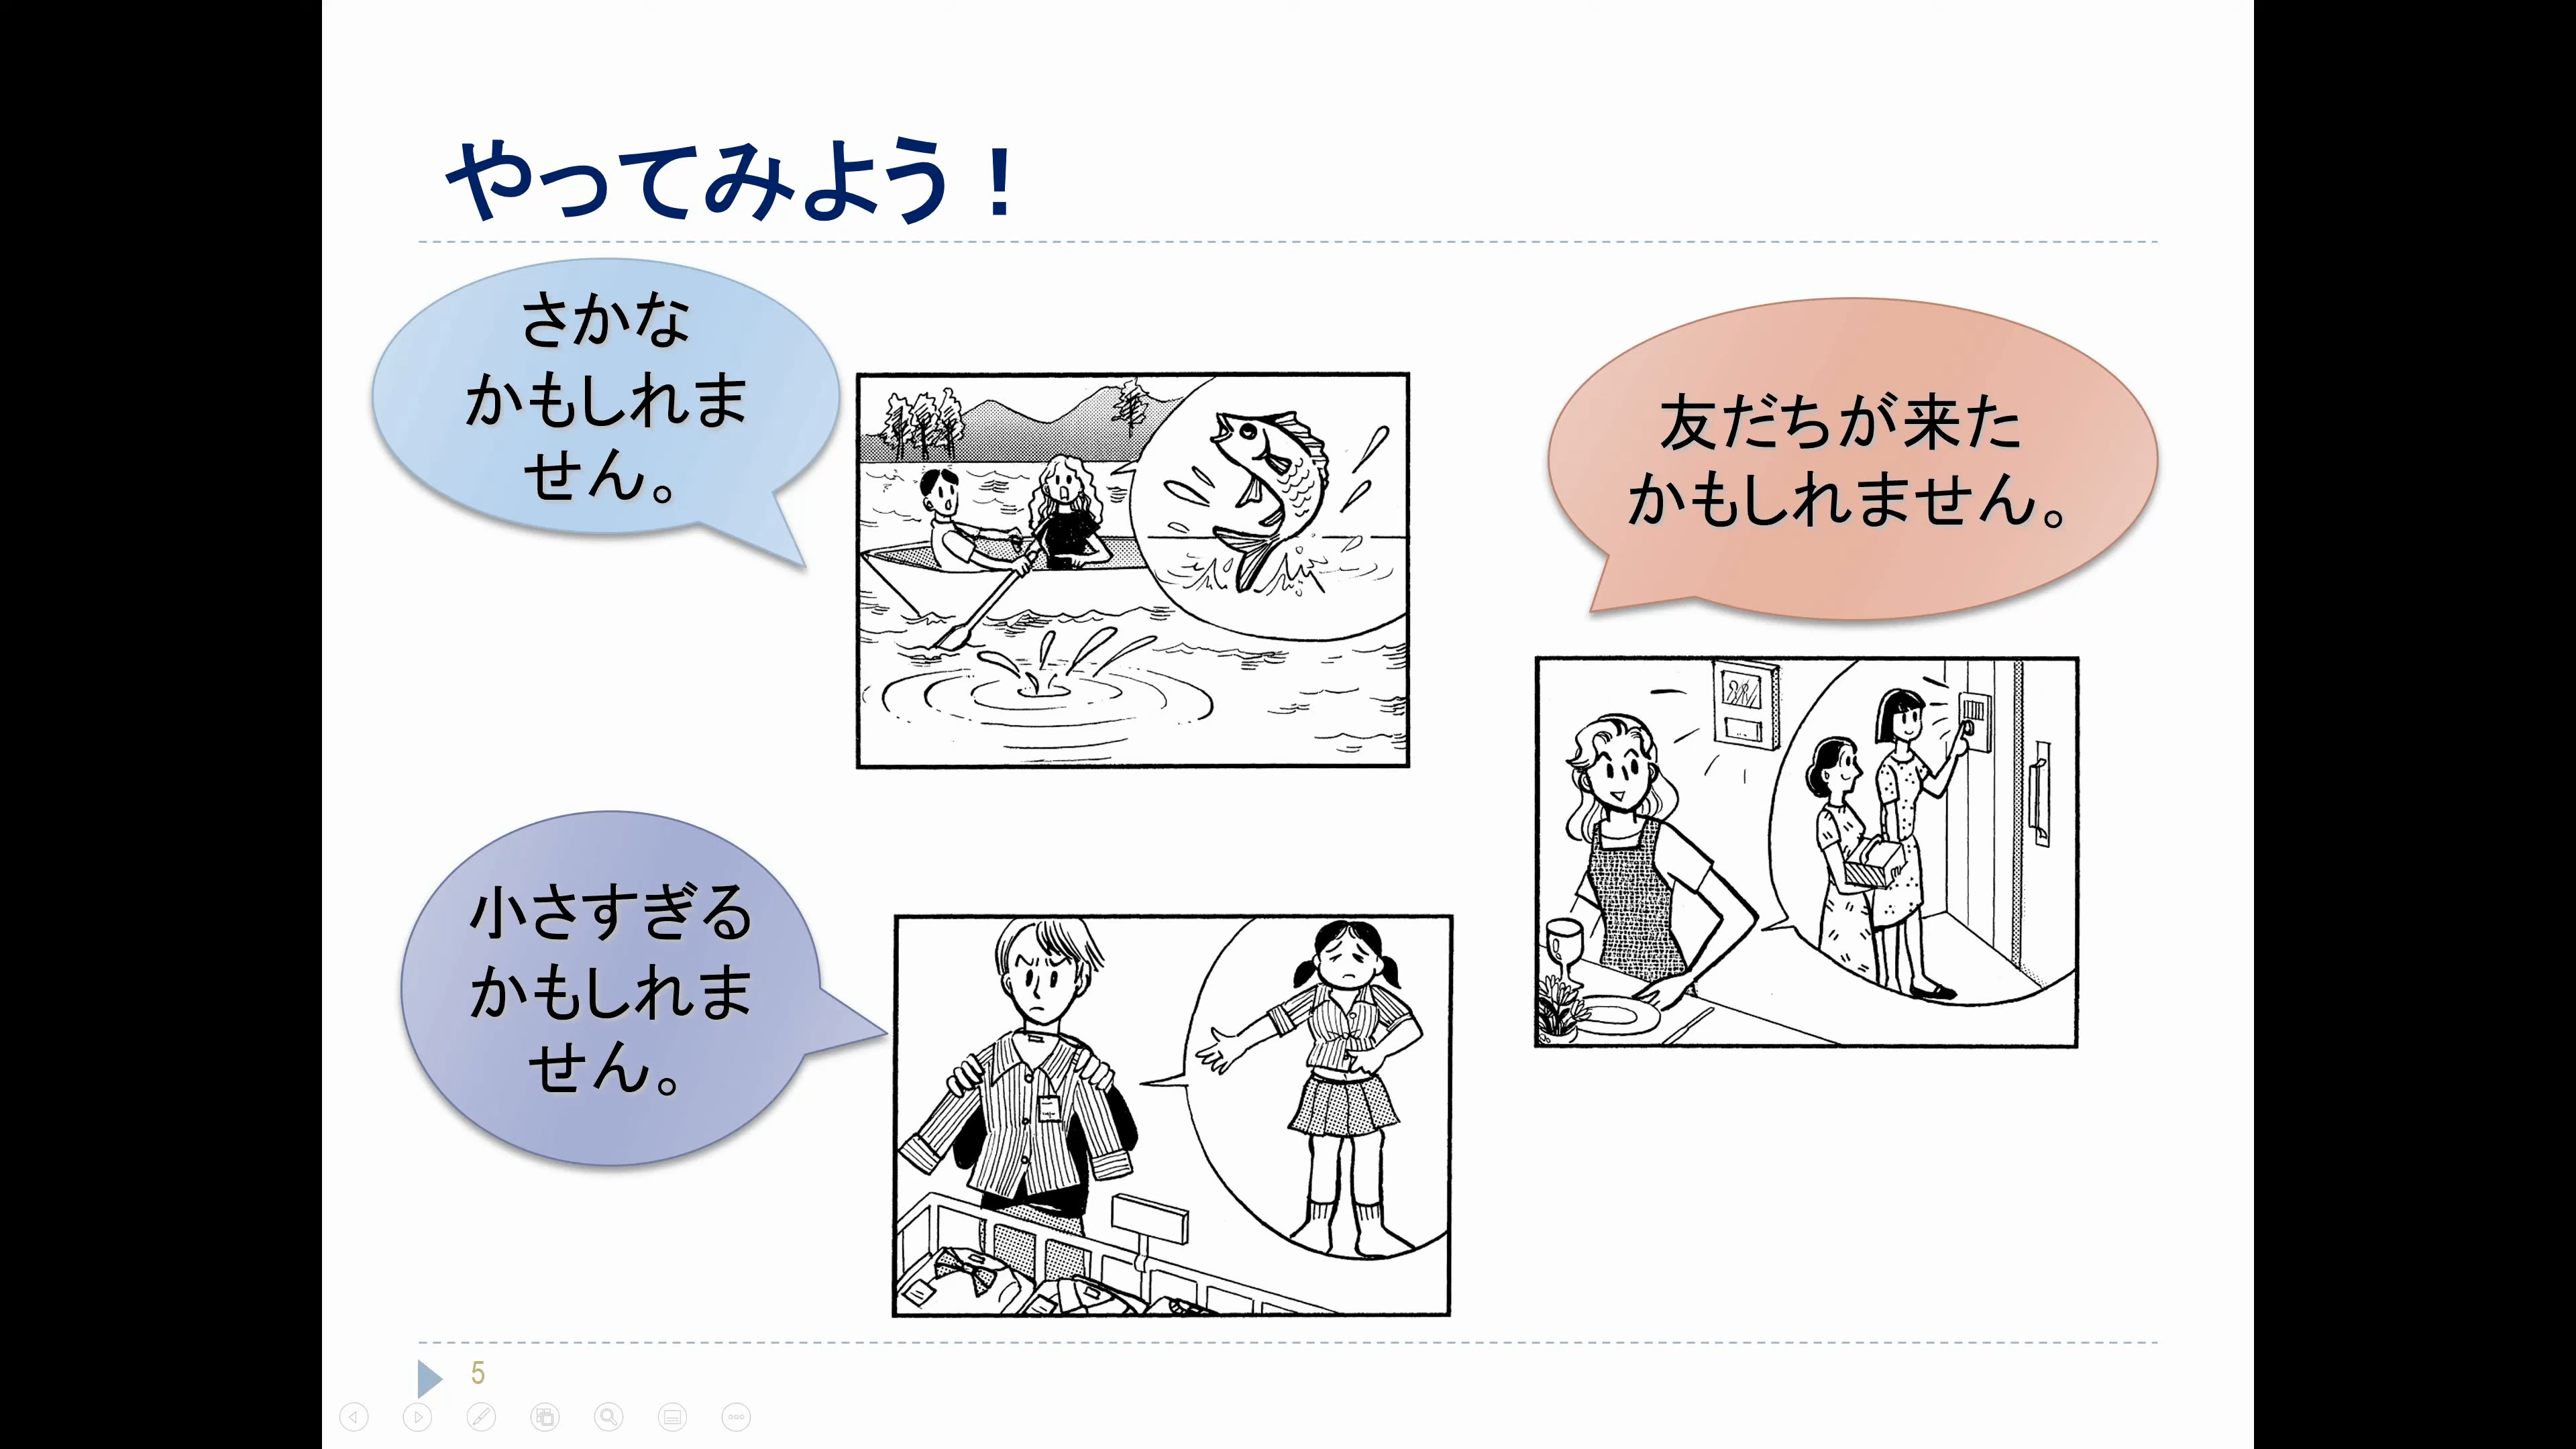 やってみよう！
さかな
かもしれま
せん。
友だちが来た
かもしれません。
小さすぎる
かもしれま
せん。
5